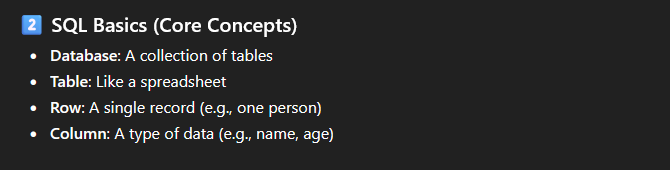 2️⃣ SQL Basics (Core Concepts)
• Database: A collection of tables
• Table: Like a spreadsheet
• Row: A single record (e.g., one person)
• Column: A type of data (e.g., name, age)